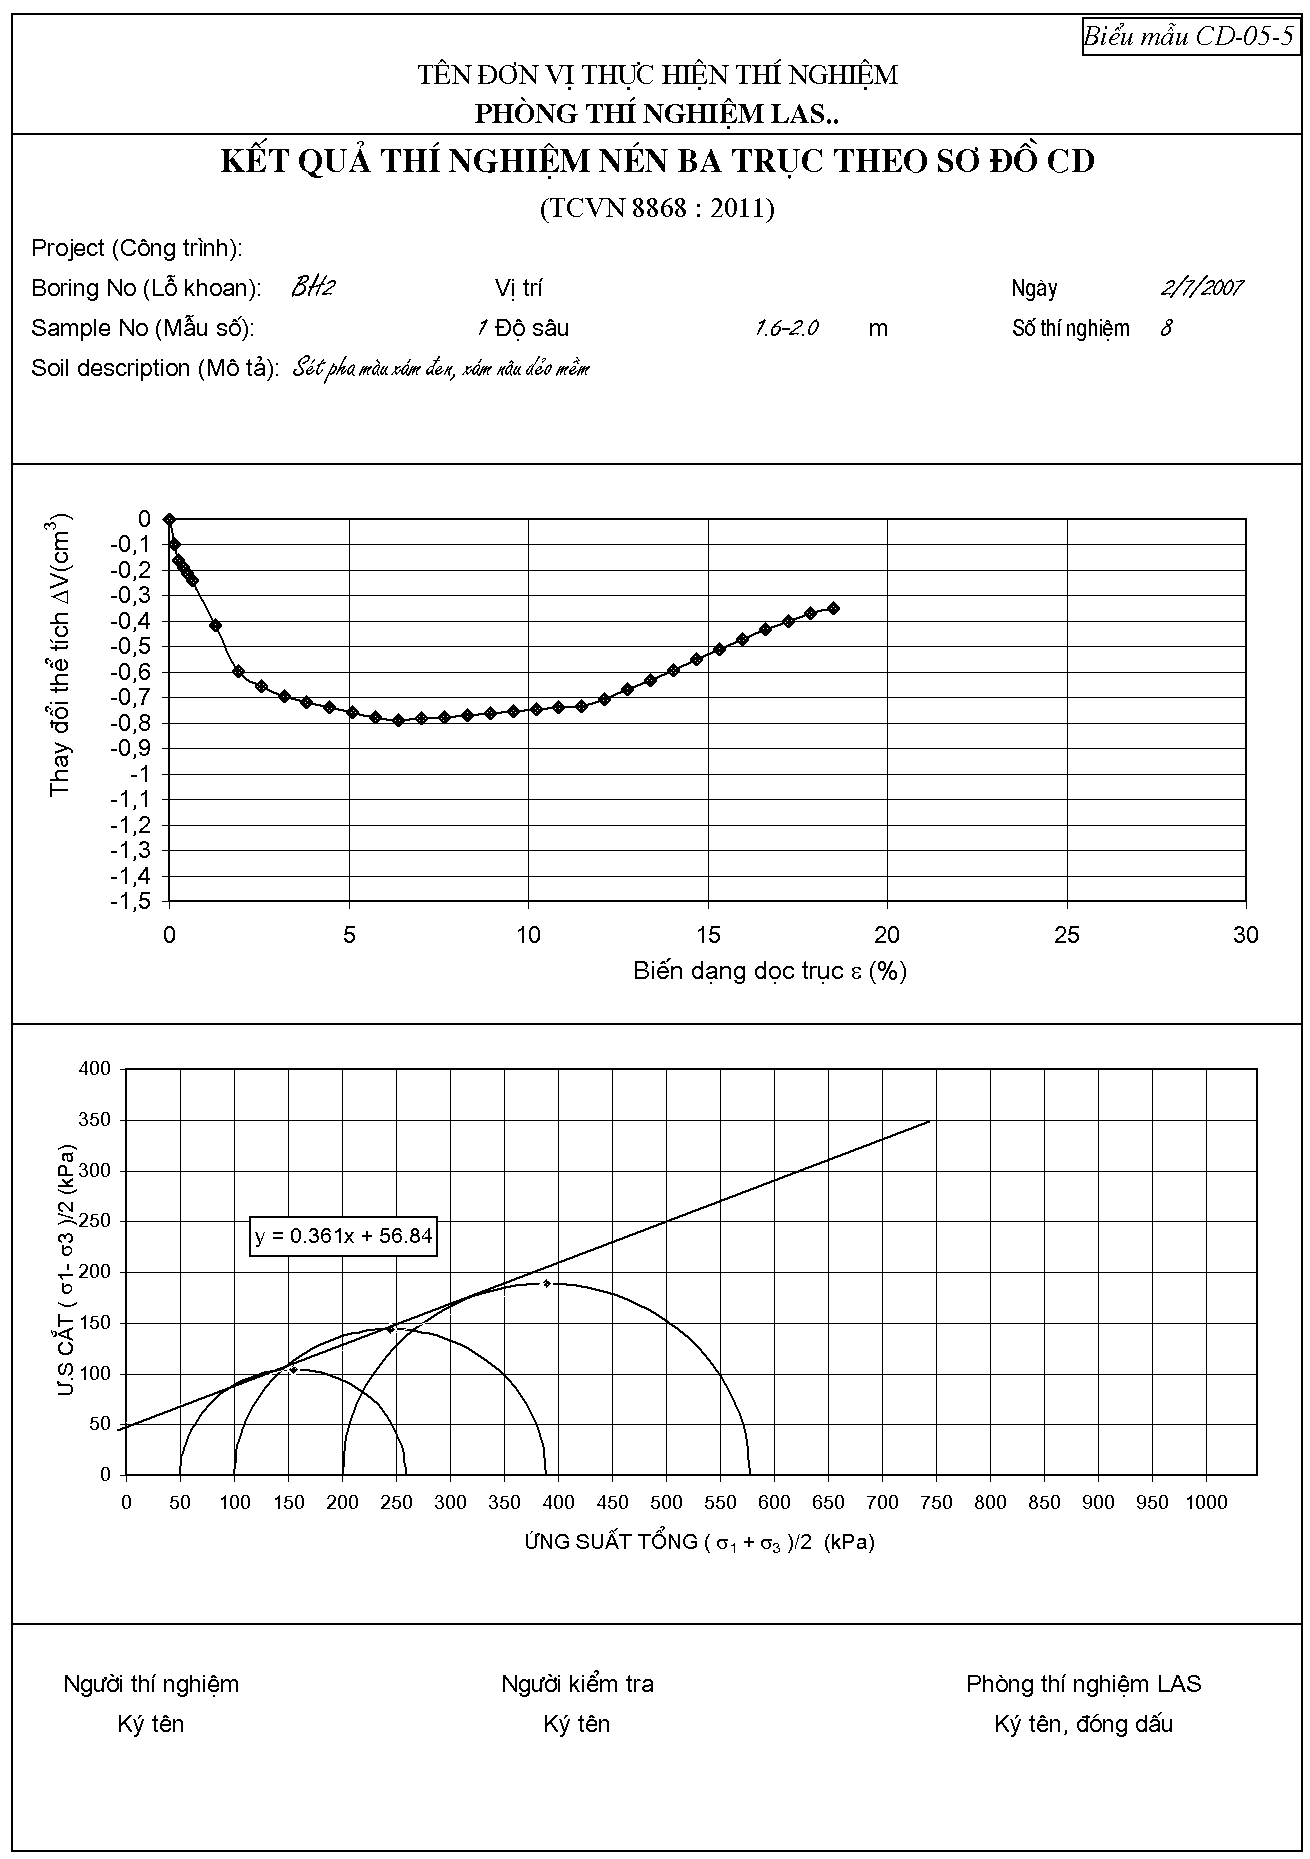 Biểu mẫu CD-05-5
TÊN ĐƠN VỊ THỰC HIỆN THÍ NGHIỆM
PHÒNG THÍ NGHIỆM LAS..
KẾT QUẢ THÍ NGHIỆM NÉN BA TRỤC THEO SƠ ĐỒ CD
(TCVN 8868 : 2011)
Project (Công trình):
Boring No (Lỗ khoan): BH2 Vị trí Ngày 2/7/2007
Sample No (Mẫu số): 1 Độ sâu 1.6-2.0 m Số thí nghiệm 8
Soil description (Mô tả): Sét pha màu xám đen, xám nâu dẻo mềm
Thay đổi thể tích ΔV(cm³)
0
-0,1
-0,2
-0,3
-0,4
-0,5
-0,6
-0,7
-0,8
-0,9
-1
-1,1
-1,2
-1,3
-1,4
-1,5
0 5 10 15 20 25 30
Biến dạng dọc trục ε (%)
Ư.S CẮT ( σ1- σ3 )/2 (kPa)
400
350
300
250
200
150
100
50
0
y = 0.361x + 56.84
0 50 100 150 200 250 300 350 400 450 500 550 600 650 700 750 800 850 900 950 1000
ỨNG SUẤT TỔNG ( σ₁ + σ₃ )/2 (kPa)
Người thí nghiệm Người kiểm tra Phòng thí nghiệm LAS
Ký tên Ký tên Ký tên, đóng dấu